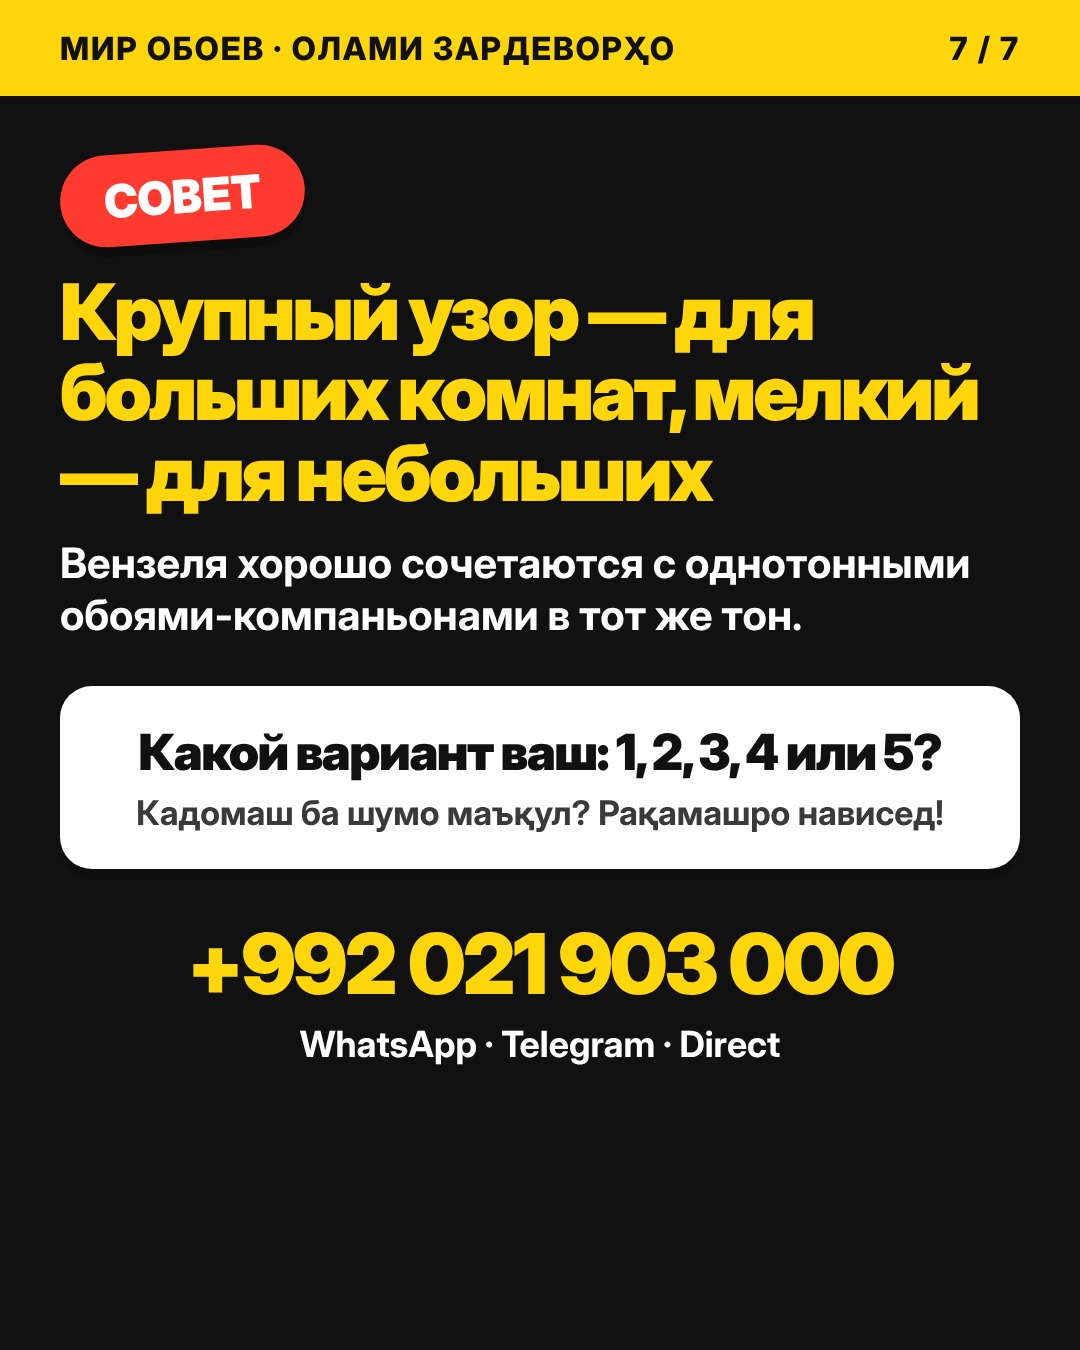 МИР ОБОЕВ · ОЛАМИ ЗАРДЕВОРҲО
7 / 7
СОВЕТ
Крупный узор — для
больших комнат, мелкий
— для небольших
Вензеля хорошо сочетаются с однотонными
обоями-компаньонами в тот же тон.
Какой вариант ваш: 1, 2, 3, 4 или 5?
Кадомаш ба шумо маъқул? Рақамашро нависед!
+992 021 903 000
WhatsApp · Telegram · Direct